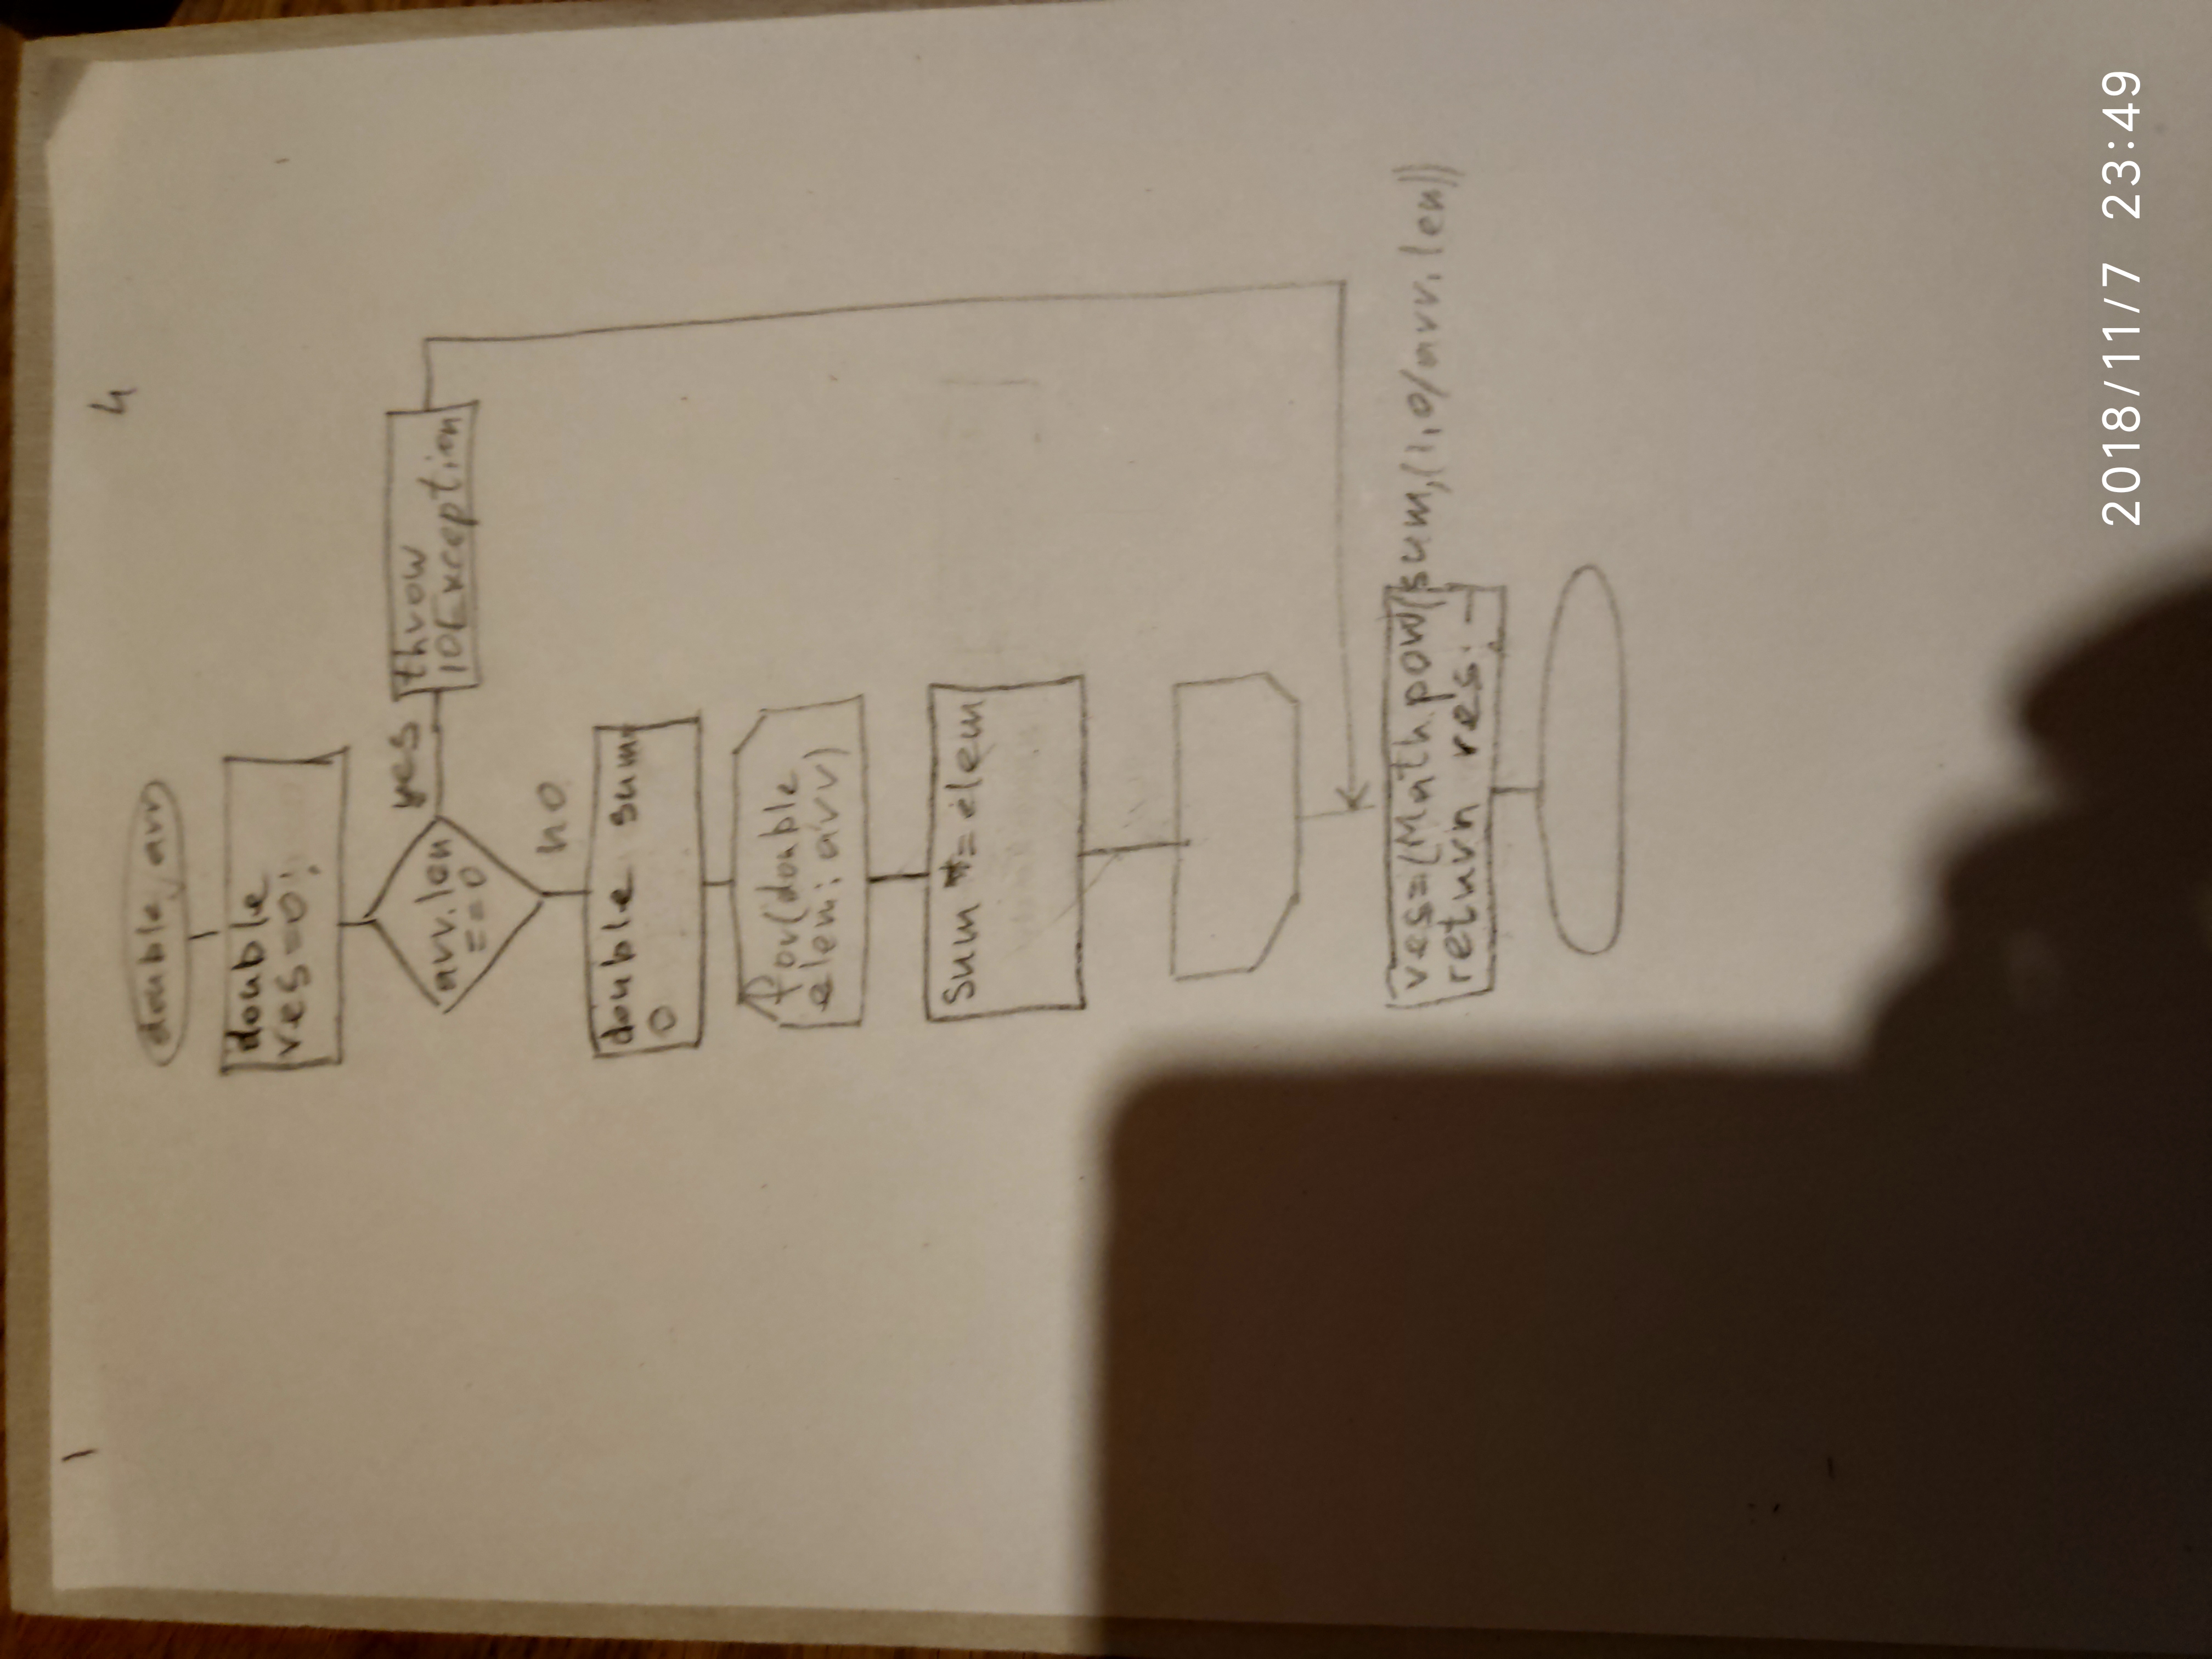 1
4
double arr
double
res=0;
arr.len
==0
yes
throw
IOException
no
double sum=
0
for(double
elem: arr)
sum *= elem
res=(Math pow(sum,(1,0/arr.len))
return res;
2018/11/7 23:49